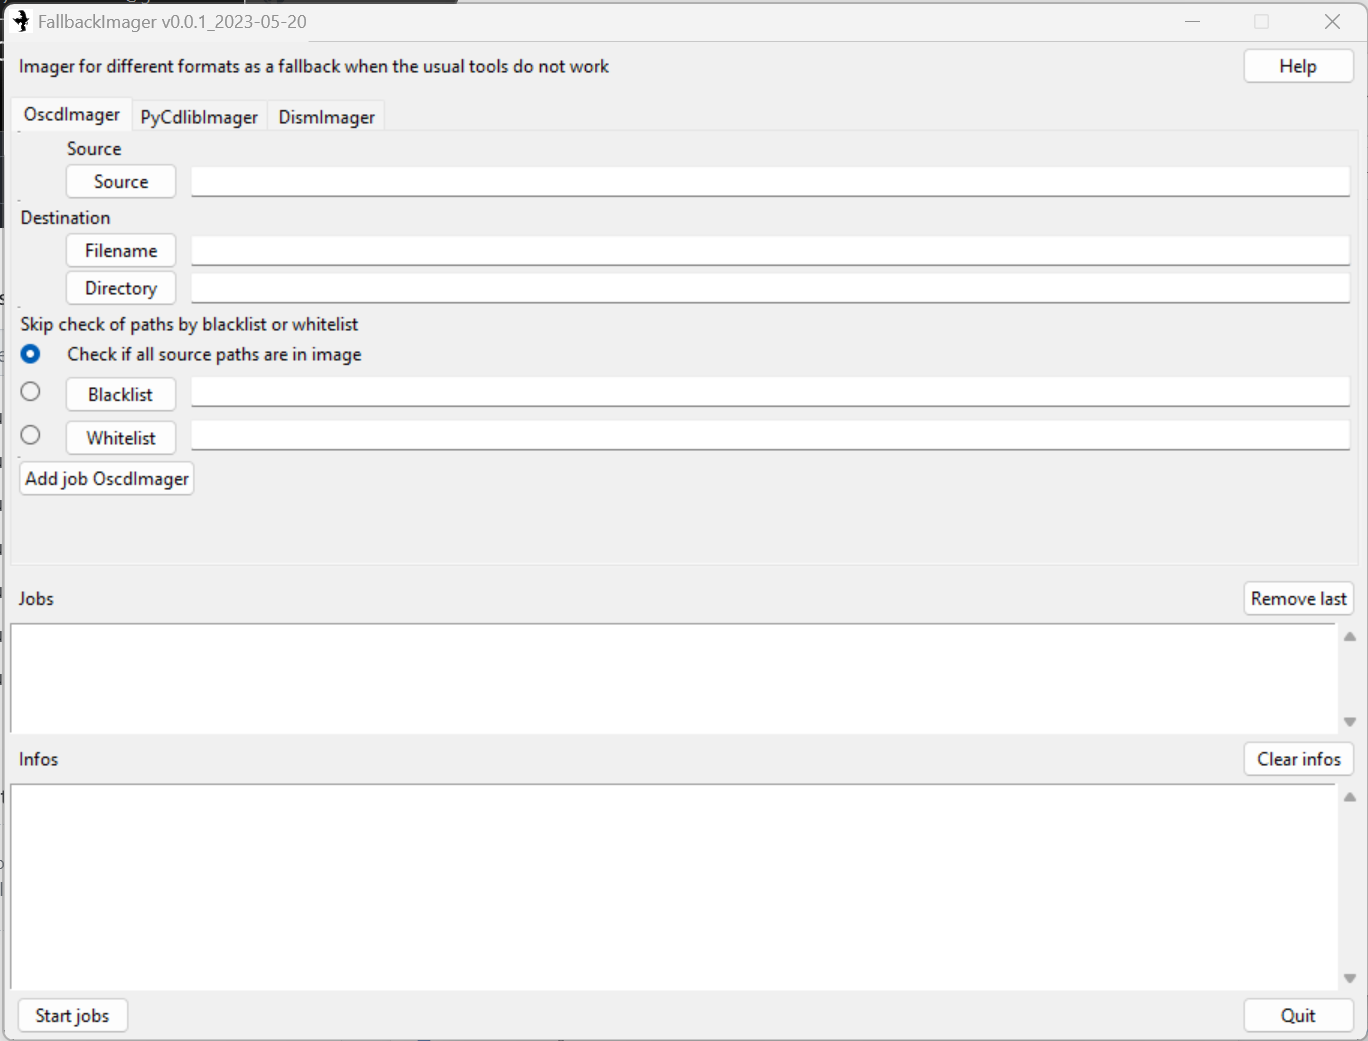 FallbackImager v0.0.1_2023-05-20
Imager for different formats as a fallback when the usual tools do not work
Help
OscdImager PyCdlibImager DismImager
Source
Source
Destination
Filename
Directory
Skip check of paths by blacklist or whitelist
Check if all source paths are in image
Blacklist
Whitelist
Add job OscdImager
Jobs
Remove last
Infos
Clear infos
Start jobs
Quit